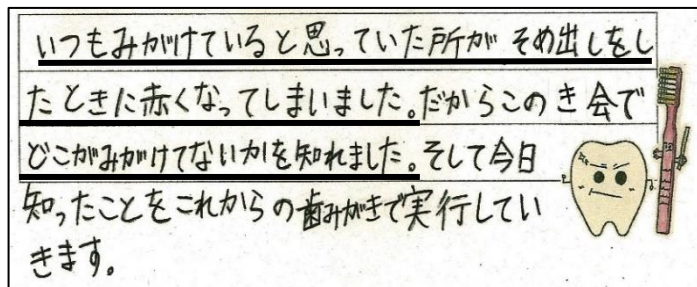 いつもみがけていると思っていた所が そめ出しをし
たときに赤くなってしまいました。だからこのき会で
どこがみがけてないかを知れました。そして今日
知ったことをこれからの歯みがきで実行してい
きます。